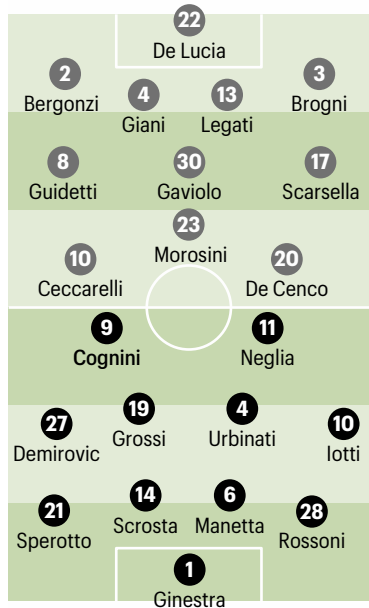 22
De Lucia
2
Bergonzi
4
Giani
13
Legati
3
Brogni
8
Guidetti
30
Gaviolo
17
Scarsella
23
Morosini
10
Ceccarelli
20
De Cenco
9
Cognini
11
Neglia
27
Demirovic
19
Grossi
4
Urbinati
10
Iotti
21
Sperotto
14
Scrosta
6
Manetta
28
Rossoni
1
Ginestra